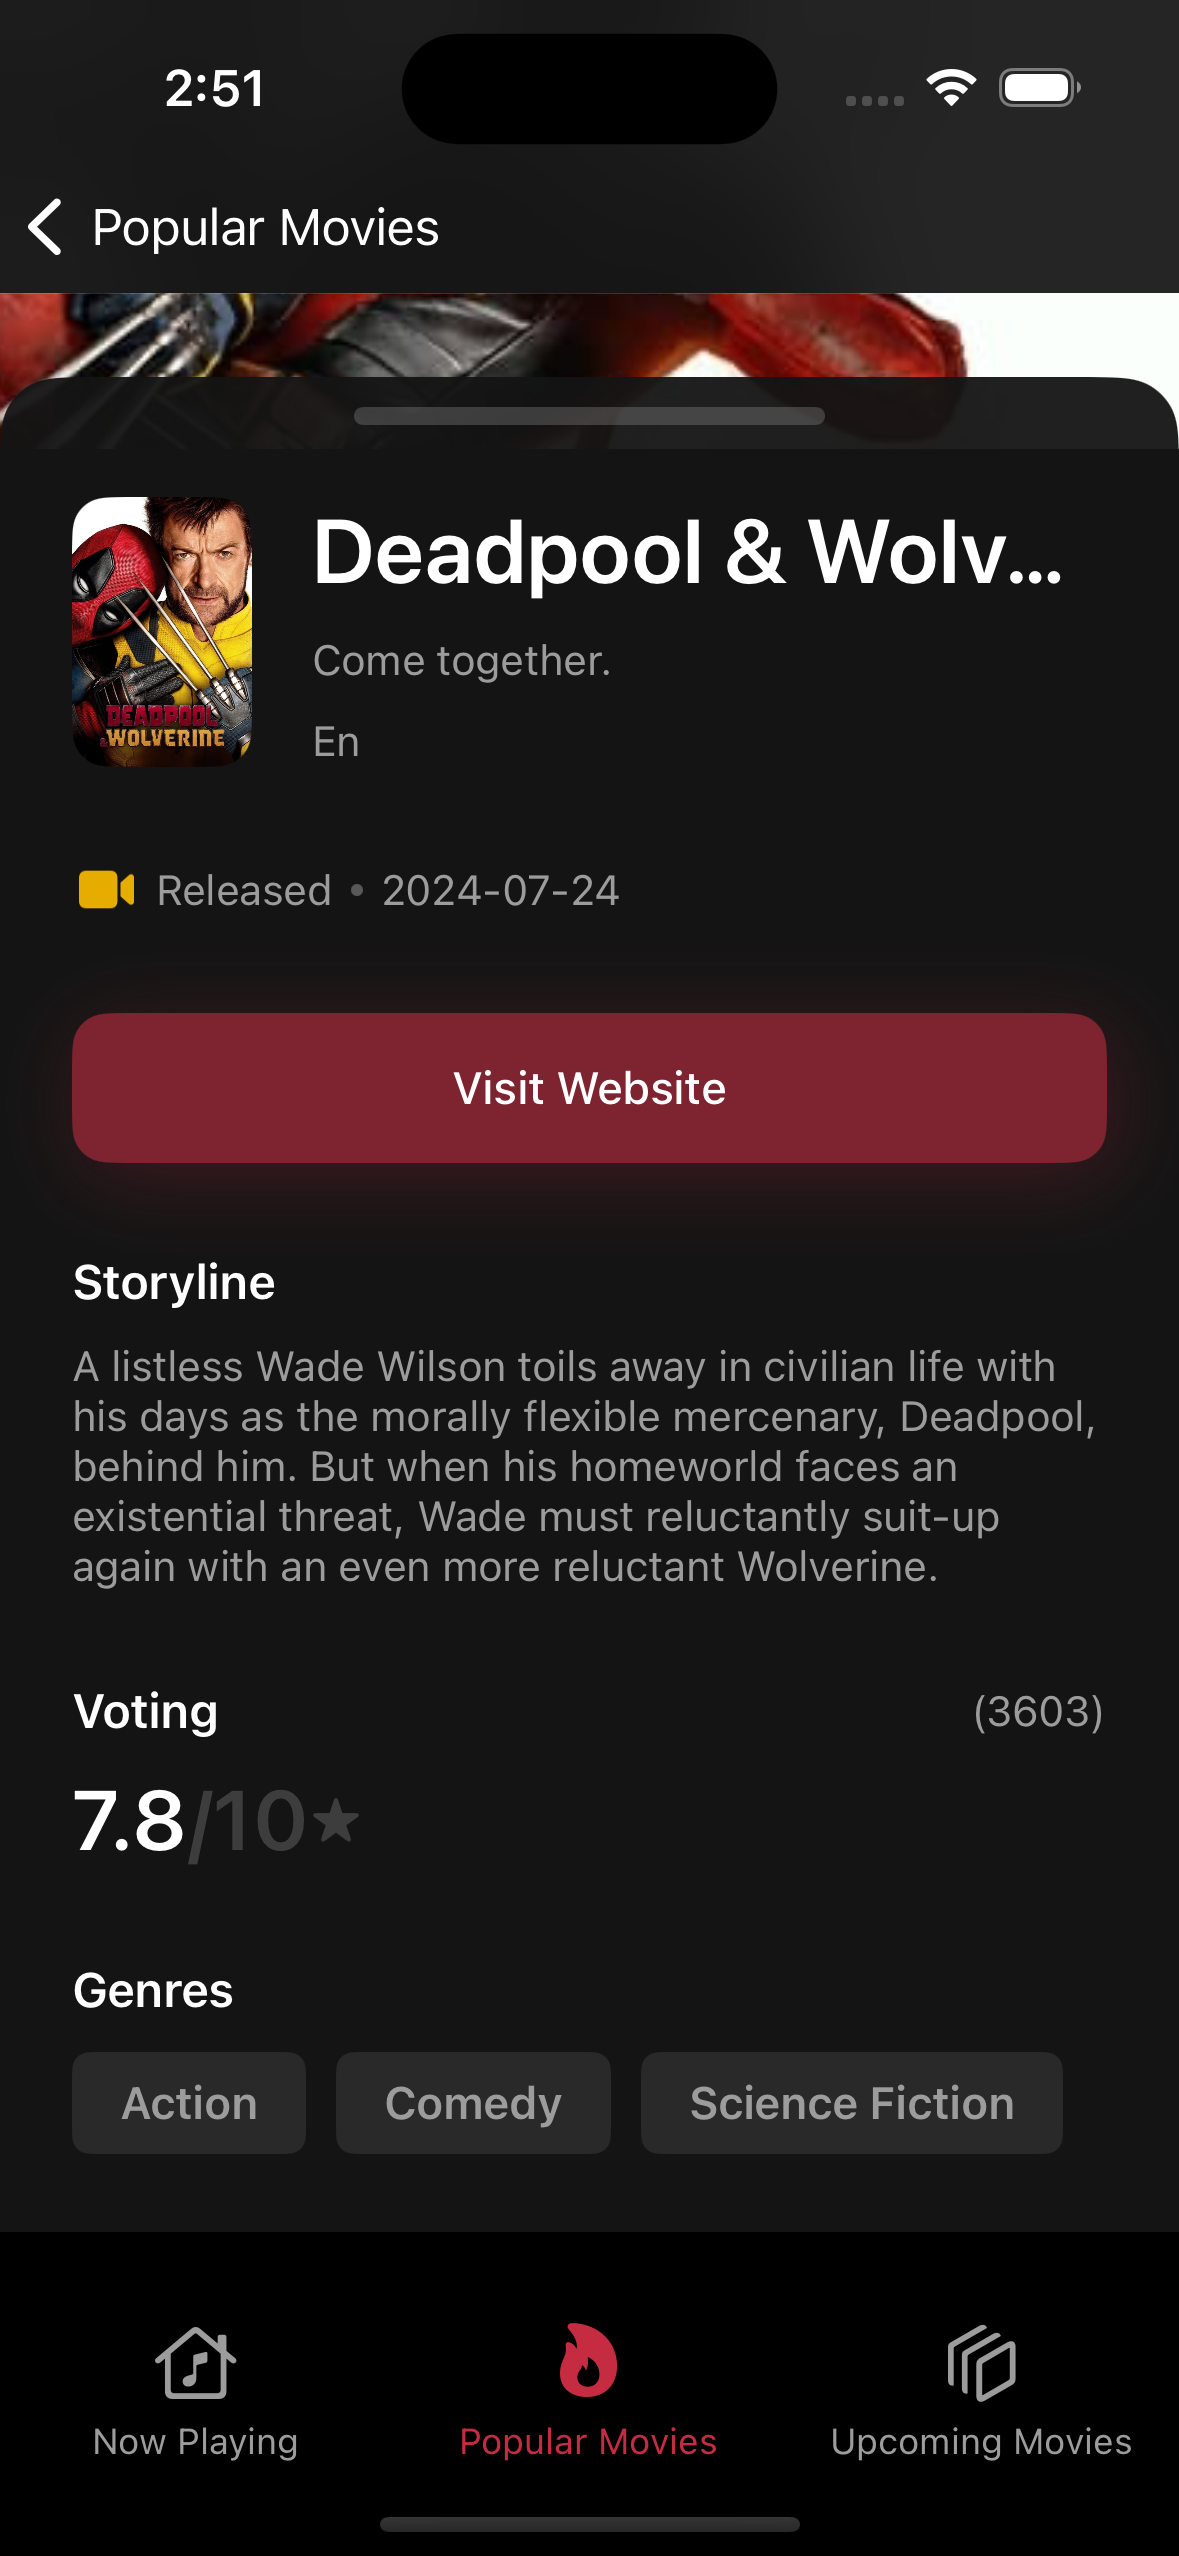 2:51
Popular Movies
DEADPOOL
& WOLVERINE
Deadpool & Wolv...
Come together.
En
Released • 2024-07-24
Visit Website
Storyline
A listless Wade Wilson toils away in civilian life with
his days as the morally flexible mercenary, Deadpool,
behind him. But when his homeworld faces an
existential threat, Wade must reluctantly suit-up
again with an even more reluctant Wolverine.
Voting (3603)
7.8/10★
Genres
Action Comedy Science Fiction
Now Playing Popular Movies Upcoming Movies